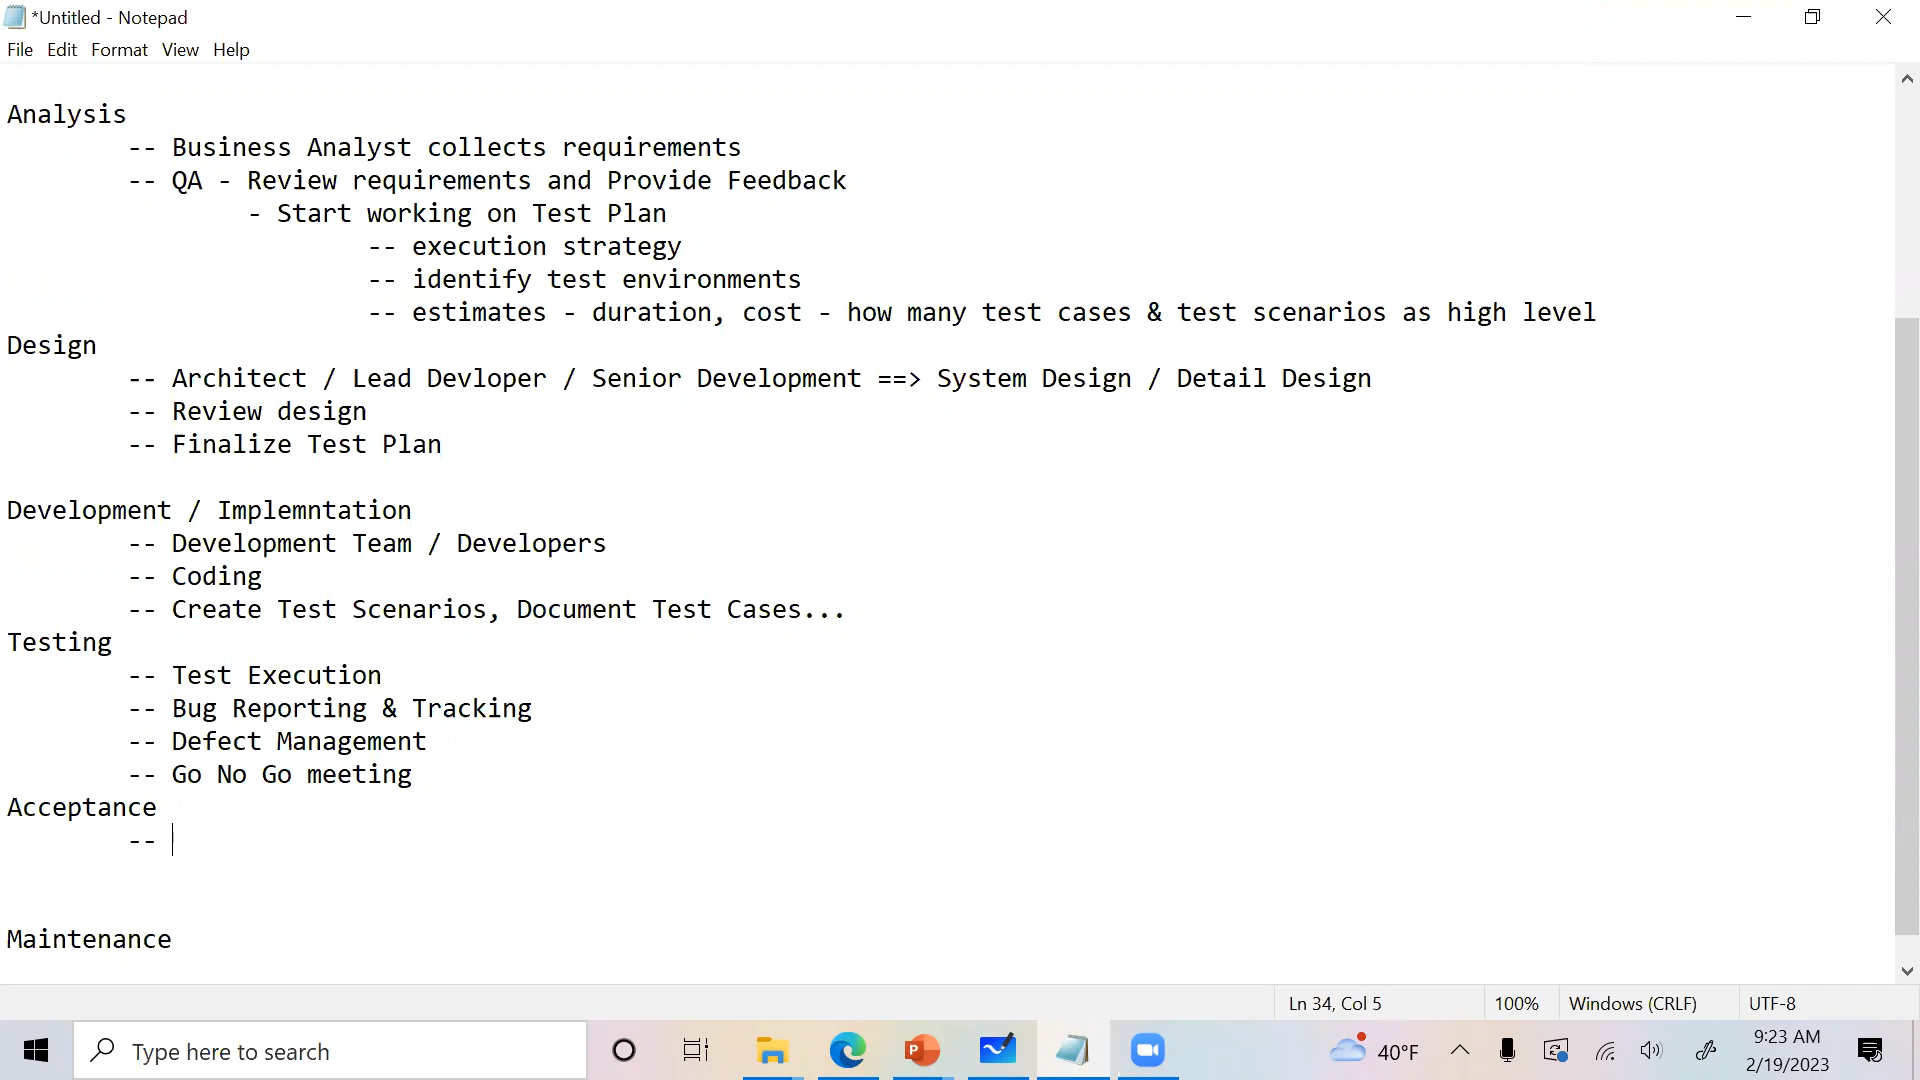 *Untitled - Notepad
File Edit Format View Help
Analysis
-- Business Analyst collects requirements
-- QA - Review requirements and Provide Feedback
- Start working on Test Plan
-- execution strategy
-- identify test environments
-- estimates - duration, cost - how many test cases & test scenarios as high level
Design
-- Architect / Lead Devloper / Senior Development ==> System Design / Detail Design
-- Review design
-- Finalize Test Plan
Development / Implemntation
-- Development Team / Developers
-- Coding
-- Create Test Scenarios, Document Test Cases...
Testing
-- Test Execution
-- Bug Reporting & Tracking
-- Defect Management
-- Go No Go meeting
Acceptance
--
Maintenance
Ln 34, Col 5 100% Windows (CRLF) UTF-8
Type here to search
40°F
9:23 AM
2/19/2023